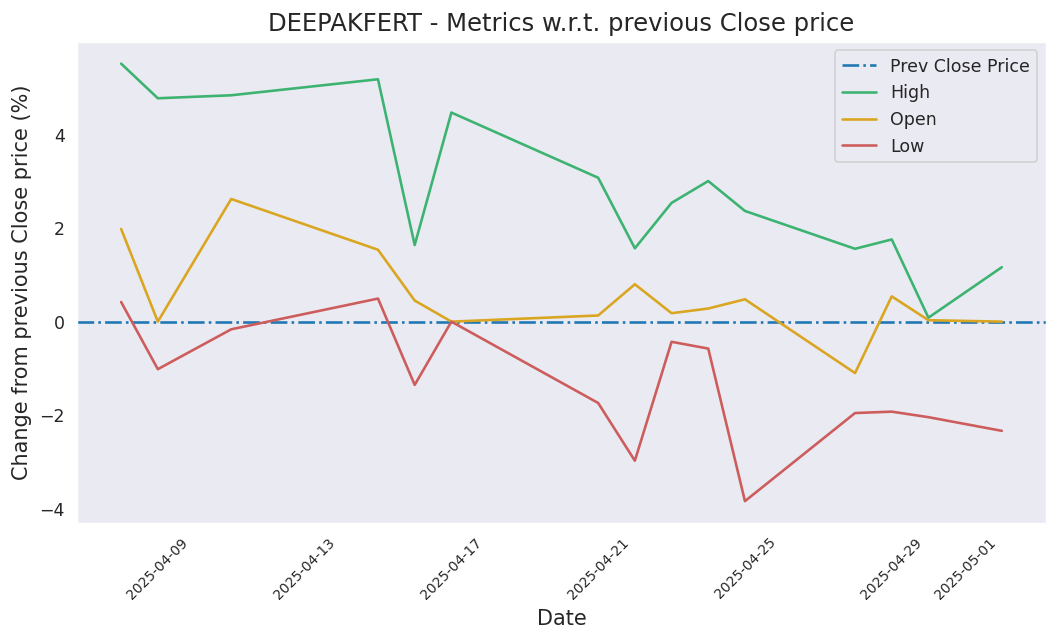 DEEPAKFERT - Metrics w.r.t. previous Close price
Prev Close Price
High
Open
Low
Change from previous Close price (%)
4
2
0
−2
−4
2025-04-09
2025-04-13
2025-04-17
2025-04-21
2025-04-25
2025-04-29
2025-05-01
Date